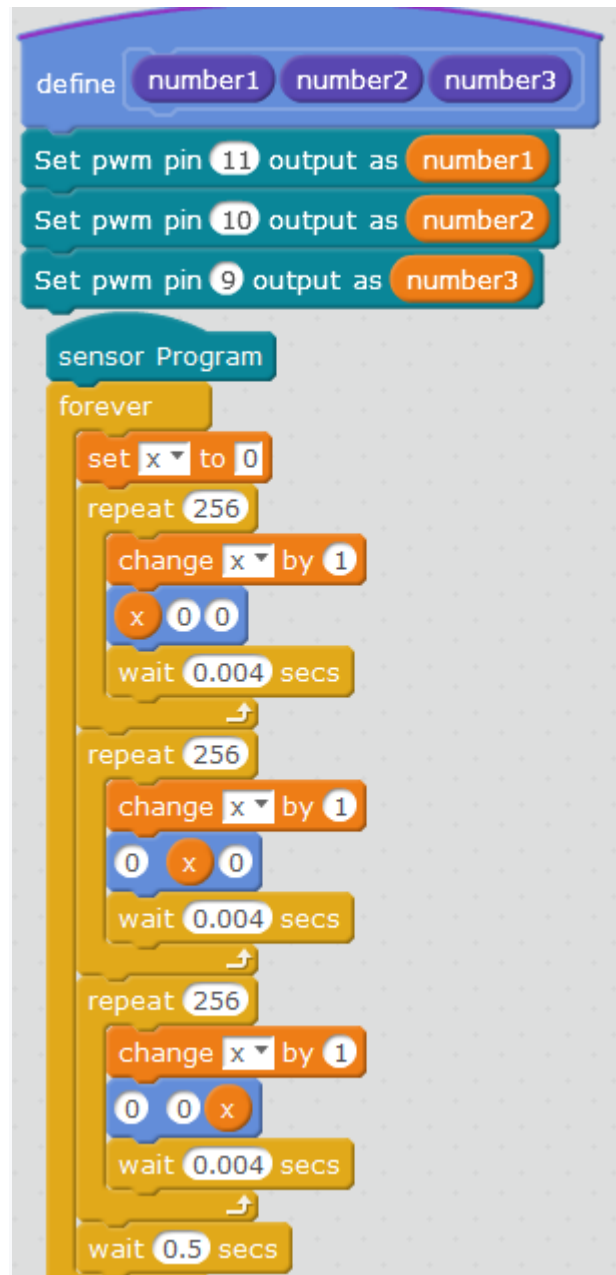 define number1 number2 number3
Set pwm pin 11 output as number1
Set pwm pin 10 output as number2
Set pwm pin 9 output as number3
sensor Program
forever
set x to 0
repeat 256
change x by 1
x 0 0
wait 0.004 secs
repeat 256
change x by 1
0 x 0
wait 0.004 secs
repeat 256
change x by 1
0 0 x
wait 0.004 secs
wait 0.5 secs